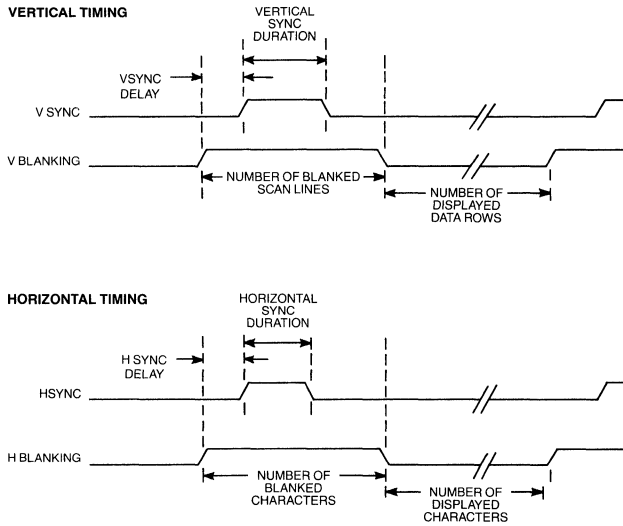 VERTICAL TIMING
VERTICAL
SYNC
DURATION
VSYNC
DELAY
V SYNC
V BLANKING
NUMBER OF BLANKED
SCAN LINES
NUMBER OF
DISPLAYED
DATA ROWS
HORIZONTAL TIMING
HORIZONTAL
SYNC
DURATION
H SYNC
DELAY
HSYNC
H BLANKING
NUMBER OF
BLANKED
CHARACTERS
NUMBER OF
DISPLAYED
CHARACTERS